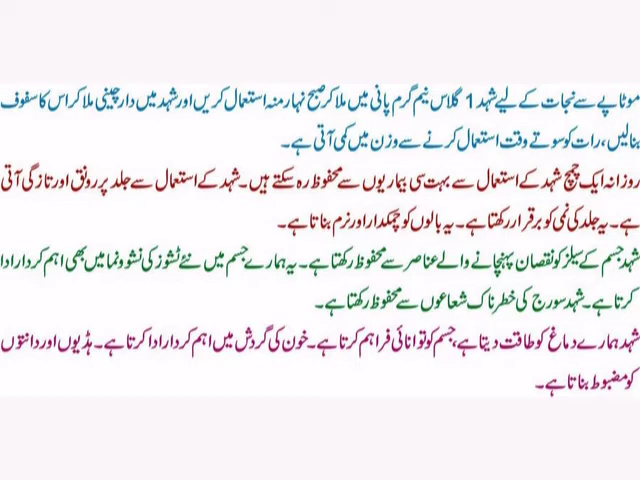 موٹاپے سے نجات کے لیے شہد 1 گلاس نیم گرم پانی میں ملا کر صبح نہار منہ استعمال کریں اور شہد میں دار چینی ملا کر اس کا سفوف
بنالیں، رات کو سوتے وقت استعمال کرنے سے وزن میں کمی آتی ہے۔
روزانہ ایک چمچ شہد کے استعمال سے بہت سی بیماریوں سے محفوظ رہ سکتے ہیں۔ شہد کے استعمال سے جلد پر رونق اور تازگی آتی
ہے۔ یہ جلد کی نمی کو برقرار رکھتا ہے۔ یہ بالوں کو چمکدار اور نرم بناتا ہے۔
شہد جسم کے سیلز کو نقصان پہنچانے والے عناصر سے محفوظ رکھتا ہے۔ یہ ہمارے جسم میں نئے ٹشوز کی نشوونما میں بھی اہم کردار ادا
کرتا ہے۔ شہد سورج کی خطرناک شعاعوں سے محفوظ رکھتا ہے۔
شہد ہمارے دماغ کو طاقت دیتا ہے، جسم کو توانائی فراہم کرتا ہے۔ خون کی گردش میں اہم کردار ادا کرتا ہے۔ ہڈیوں اور دانتوں
کو مضبوط بناتا ہے۔